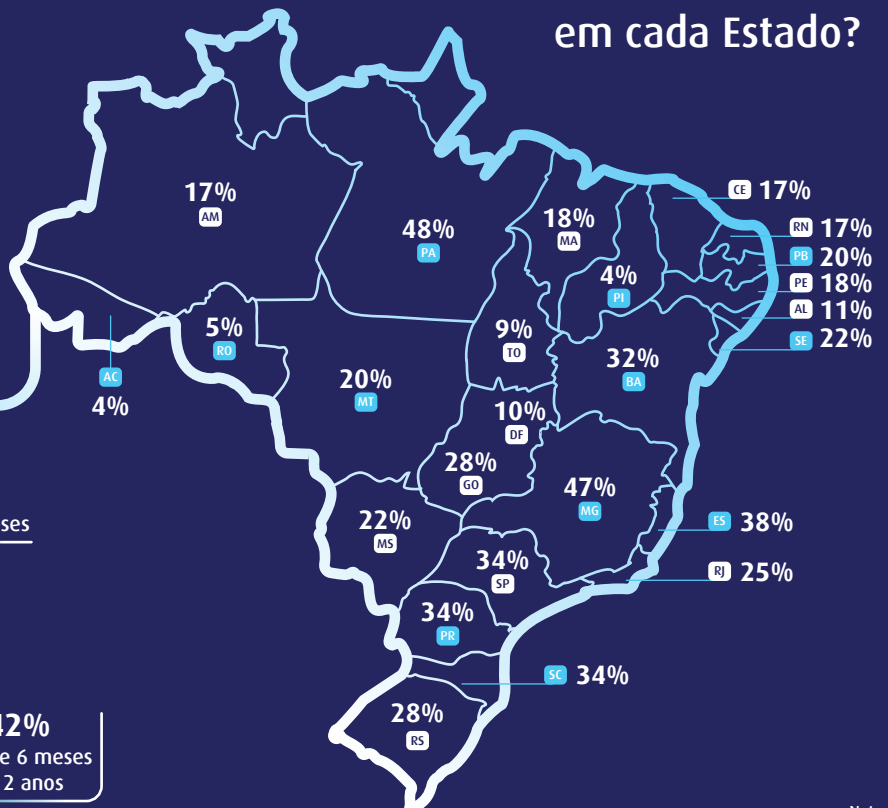 em cada Estado?
CE 17%
17%
AM
18%
MA
48%
PA
RN 17%
PB 20%
PE 18%
AL 11%
SE 22%
4%
PI
5%
RO
9%
TO
32%
BA
AC
4%
20%
MT
10%
DF
28%
GO
47%
MG
22%
MS
ES 38%
34%
SP
RJ 25%
34%
PR
SC 34%
28%
RS
42%
e 6 meses
2 anos